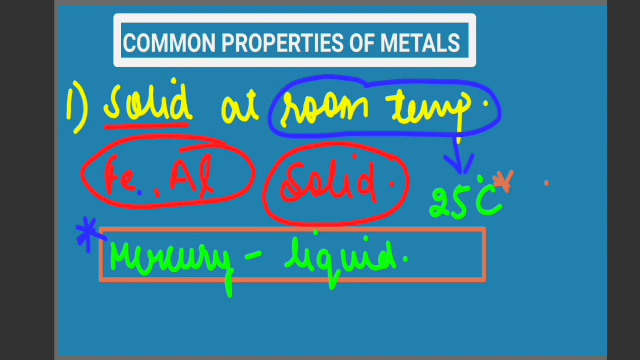 COMMON PROPERTIES OF METALS
1) Solid at room temp.
Fe, Al Solid. 25°C*
*Mercury - liquid.